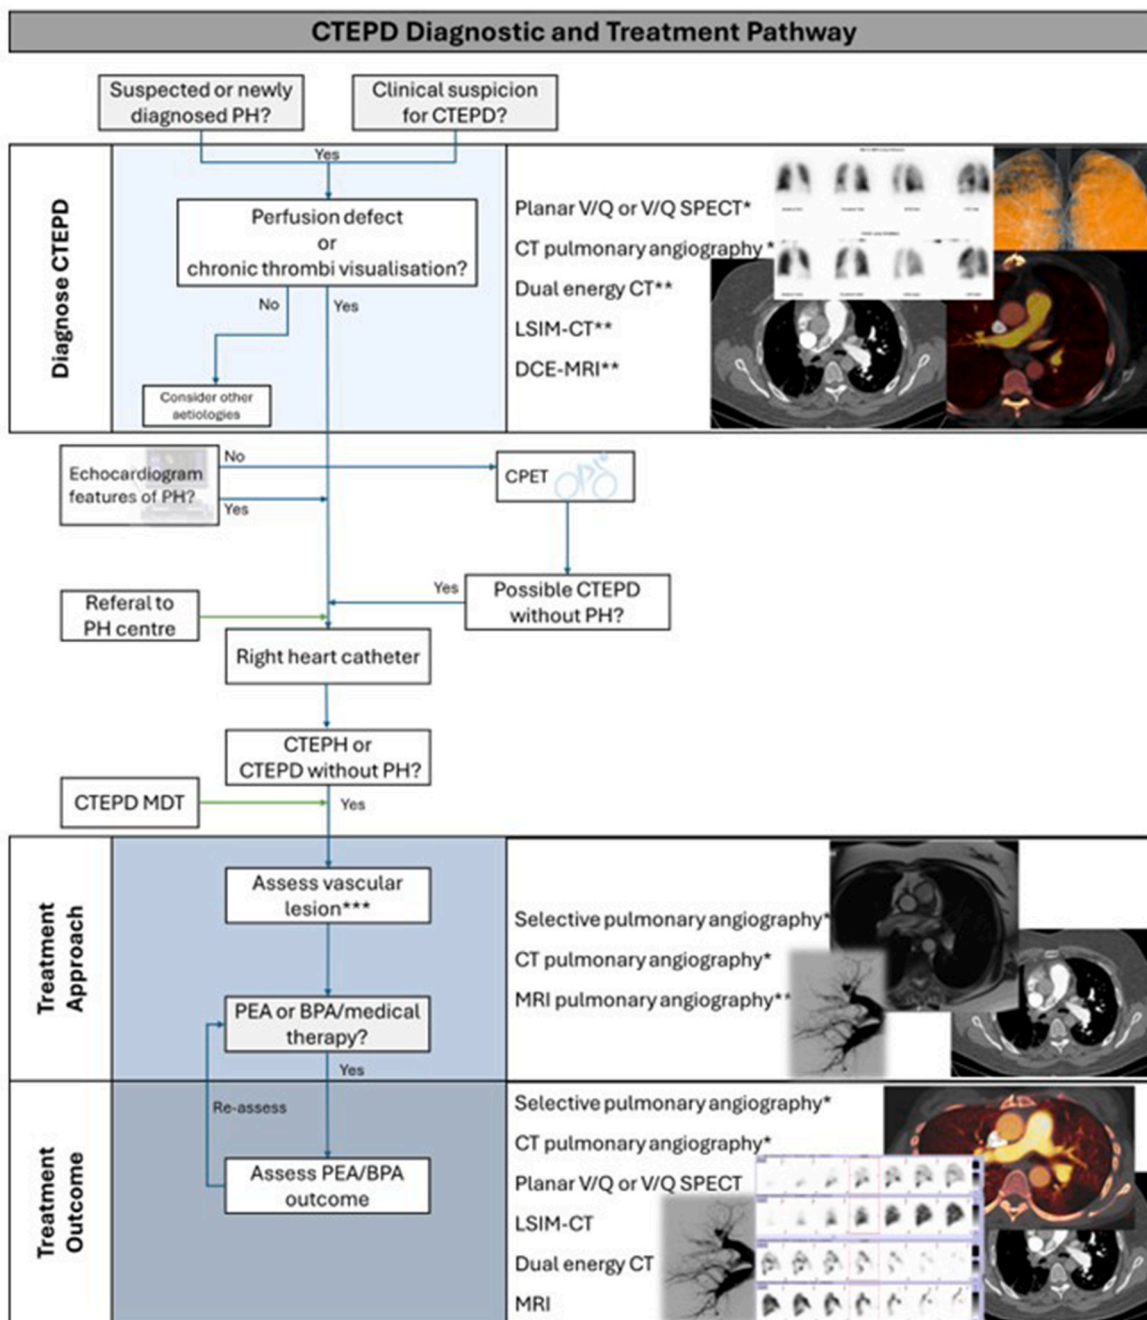 CTEPD Diagnostic and Treatment Pathway
Suspected or newly
diagnosed PH?
Clinical suspicion
for CTEPD?
Yes
Diagnose CTEPD
Perfusion defect
or
chronic thrombi visualisation?
No
Yes
Consider other
aetiologies
Planar V/Q or V/Q SPECT*
CT pulmonary angiography *
Dual energy CT**
LSIM-CT**
DCE-MRI**
Echocardiogram
features of PH?
No
Yes
CPET
Possible CTEPD
without PH?
Yes
Referal to
PH centre
Right heart catheter
CTEPH or
CTEPD without PH?
CTEPD MDT
Yes
Treatment
Approach
Assess vascular
lesion***
PEA or BPA/medical
therapy?
Yes
Selective pulmonary angiography*
CT pulmonary angiography*
MRI pulmonary angiography**
Treatment
Outcome
Re-assess
Assess PEA/BPA
outcome
Selective pulmonary angiography*
CT pulmonary angiography*
Planar V/Q or V/Q SPECT
LSIM-CT
Dual energy CT
MRI